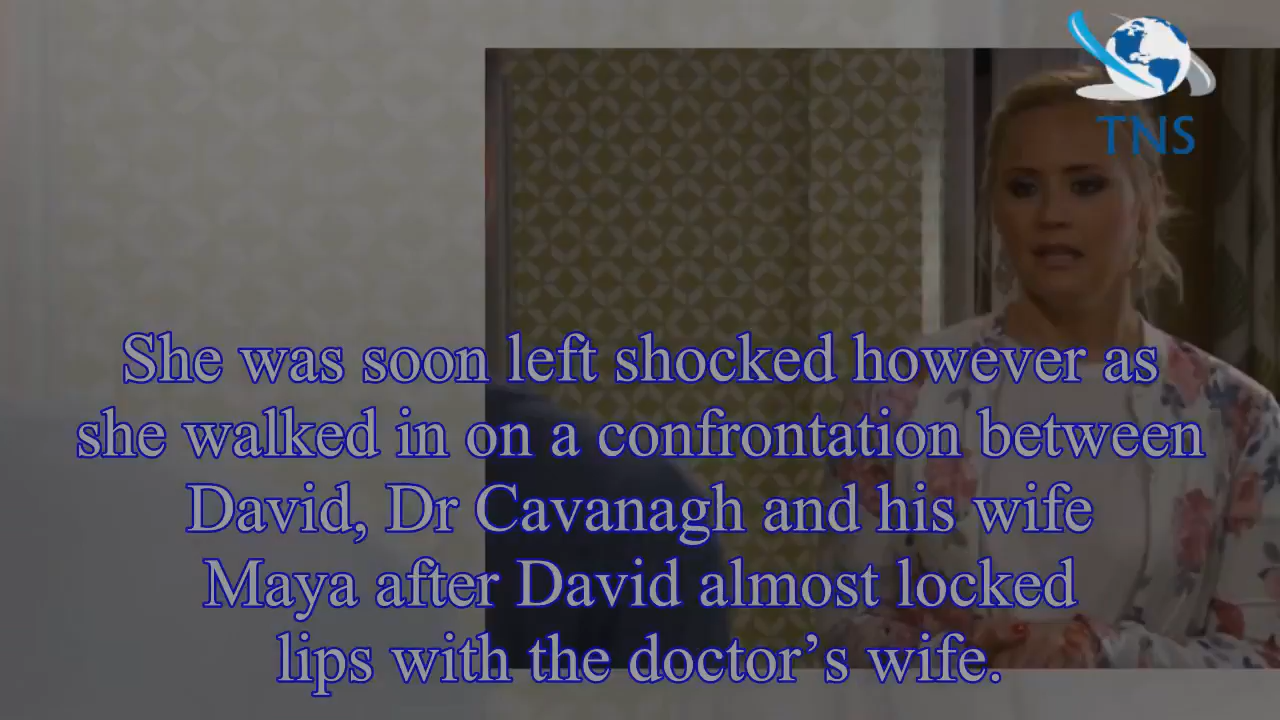 TNS
She was soon left shocked however as
she walked in on a confrontation between
David, Dr Cavanagh and his wife
Maya after David almost locked
lips with the doctor’s wife.